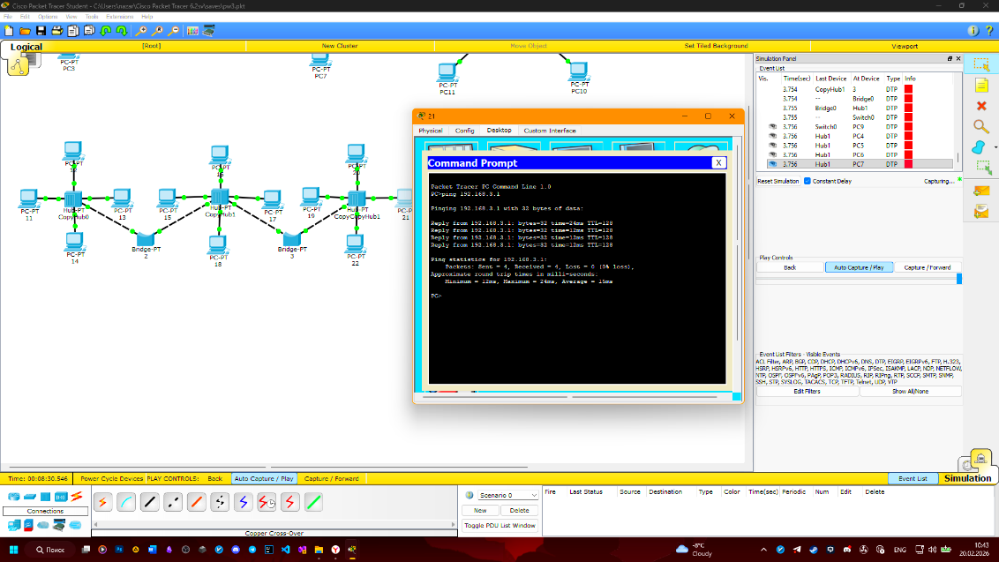 Cisco Packet Tracer Student - C:\Users\nazar\Cisco Packet Tracer 6.2sv\saves\pw3.pkt
File Edit Options View Tools Extensions Help
Logical [Root] New Cluster Move Object Set Tiled Background Viewport
PC-PT
PC3
PC-PT
PC7
PC-PT
PC11
PC-PT
PC10
PC-PT
PC-PT
11
Hub-PT
CopyHub0
PC-PT
13
PC-PT
14
Bridge-PT
2
PC-PT
16
PC-PT
15
Hub-PT
CopyHub1
PC-PT
17
PC-PT
18
Bridge-PT
3
PC-PT
PC-PT
19
Hub-PT
CopyCopyHub1
PC-PT
21
PC-PT
22
21
Physical Config Desktop Custom Interface
Command Prompt X
Packet Tracer PC Command Line 1.0
PC>ping 192.168.3.1
Pinging 192.168.3.1 with 32 bytes of data:
Reply from 192.168.3.1: bytes=32 time=24ms TTL=128
Reply from 192.168.3.1: bytes=32 time=12ms TTL=128
Reply from 192.168.3.1: bytes=32 time=12ms TTL=128
Reply from 192.168.3.1: bytes=32 time=12ms TTL=128
Ping statistics for 192.168.3.1:
Packets: Sent = 4, Received = 4, Lost = 0 (0% loss),
Approximate round trip times in milli-seconds:
Minimum = 12ms, Maximum = 24ms, Average = 15ms
PC>
Simulation Panel
Event List
Vis. Time(sec) Last Device At Device Type Info
3.754 CopyHub1 3 DTP
3.754 -- Bridge0 DTP
3.755 Bridge0 Hub1 DTP
3.755 -- Switch0 DTP
3.756 Switch0 PC9 DTP
3.756 Hub1 PC4 DTP
3.756 Hub1 PC5 DTP
3.756 Hub1 PC6 DTP
3.756 Hub1 PC7 DTP
Reset Simulation Constant Delay Capturing... *
Play Controls
Back Auto Capture / Play Capture / Forward
Event List Filters - Visible Events
ACL Filter, ARP, BGP, CDP, DHCP, DHCPv6, DNS, DTP, EIGRP, EIGRPv6, FTP, H.323,
HSRP, HSRPv6, HTTP, HTTPS, ICMP, ICMPv6, IPSec, ISAKMP, LACP, NDP, NETFLOW,
NTP, OSPF, OSPFv6, PAgP, POP3, RADIUS, RIP, RIPng, RTP, SCCP, SMTP, SNMP,
SSH, STP, SYSLOG, TACACS, TCP, TFTP, Telnet, UDP, VTP
Edit Filters Show All/None
Time: 00:08:30.546 Power Cycle Devices PLAY CONTROLS: Back Auto Capture / Play Capture / Forward Event List Simulation
Connections
Copper Cross-Over
Scenario 0
New Delete
Toggle PDU List Window
Fire Last Status Source Destination Type Color Time(sec) Periodic Num Edit Delete
Поиск
-8°C
Cloudy
ENG
10:43
20.02.2026